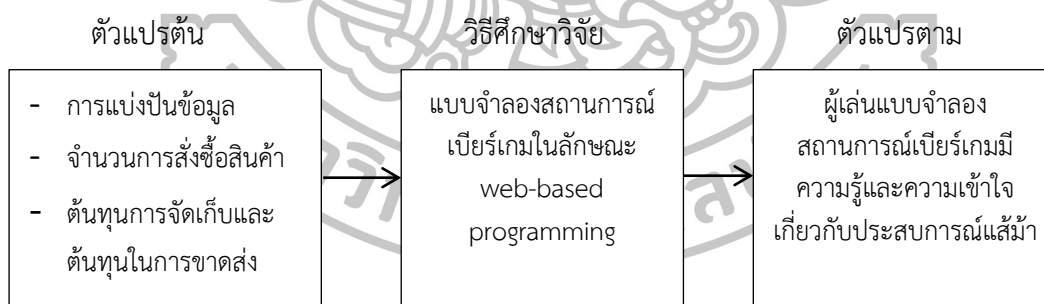 ตัวแปรต้น
วิธีศึกษาวิจัย
ตัวแปรตาม
- การแบ่งปันข้อมูล
- จำนวนการสั่งซื้อสินค้า
- ต้นทุนการจัดเก็บและ
ต้นทุนในการขาดส่ง
แบบจำลองสถานการณ์
เบียร์เกมในลักษณะ
web-based
programming
ผู้เล่นแบบจำลอง
สถานการณ์เบียร์เกมมี
ความรู้และความเข้าใจ
เกี่ยวกับประสบการณ์แส้ม้า